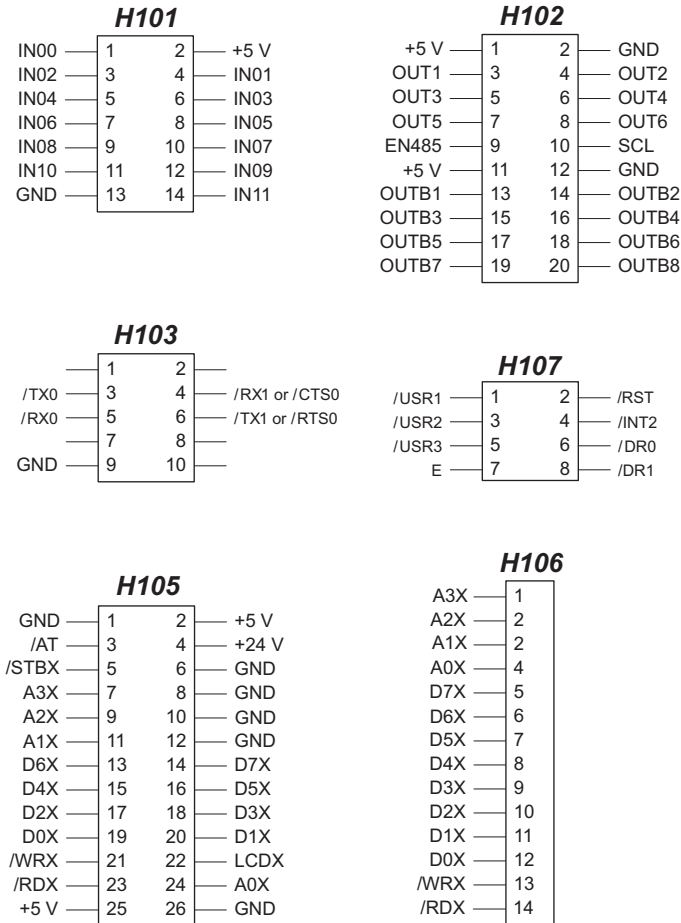 H101
IN00 1 2 +5 V
IN02 3 4 IN01
IN04 5 6 IN03
IN06 7 8 IN05
IN08 9 10 IN07
IN10 11 12 IN09
GND 13 14 IN11
H102
+5 V 1 2 GND
OUT1 3 4 OUT2
OUT3 5 6 OUT4
OUT5 7 8 OUT6
EN485 9 10 SCL
+5 V 11 12 GND
OUTB1 13 14 OUTB2
OUTB3 15 16 OUTB4
OUTB5 17 18 OUTB6
OUTB7 19 20 OUTB8
H103
1 2
/TX0 3 4 /RX1 or /CTS0
/RX0 5 6 /TX1 or /RTS0
7 8
GND 9 10
H107
/USR1 1 2 /RST
/USR2 3 4 /INT2
/USR3 5 6 /DR0
E 7 8 /DR1
H105
GND 1 2 +5 V
/AT 3 4 +24 V
/STBX 5 6 GND
A3X 7 8 GND
A2X 9 10 GND
A1X 11 12 GND
D6X 13 14 D7X
D4X 15 16 D5X
D2X 17 18 D3X
D0X 19 20 D1X
/WRX 21 22 LCDX
/RDX 23 24 A0X
+5 V 25 26 GND
H106
A3X 1
A2X 2
A1X 2
A0X 4
D7X 5
D6X 6
D5X 7
D4X 8
D3X 9
D2X 10
D1X 11
D0X 12
/WRX 13
/RDX 14